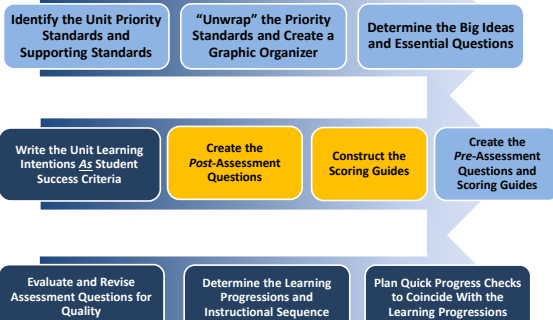 Identify the Unit Priority
Standards and
Supporting Standards
“Unwrap” the Priority
Standards and Create a
Graphic Organizer
Determine the Big Ideas
and Essential Questions
Write the Unit Learning
Intentions As Student
Success Criteria
Create the
Post-Assessment
Questions
Construct the
Scoring Guides
Create the
Pre-Assessment
Questions and
Scoring Guides
Evaluate and Revise
Assessment Questions for
Quality
Determine the Learning
Progressions and
Instructional Sequence
Plan Quick Progress Checks
to Coincide With the
Learning Progressions